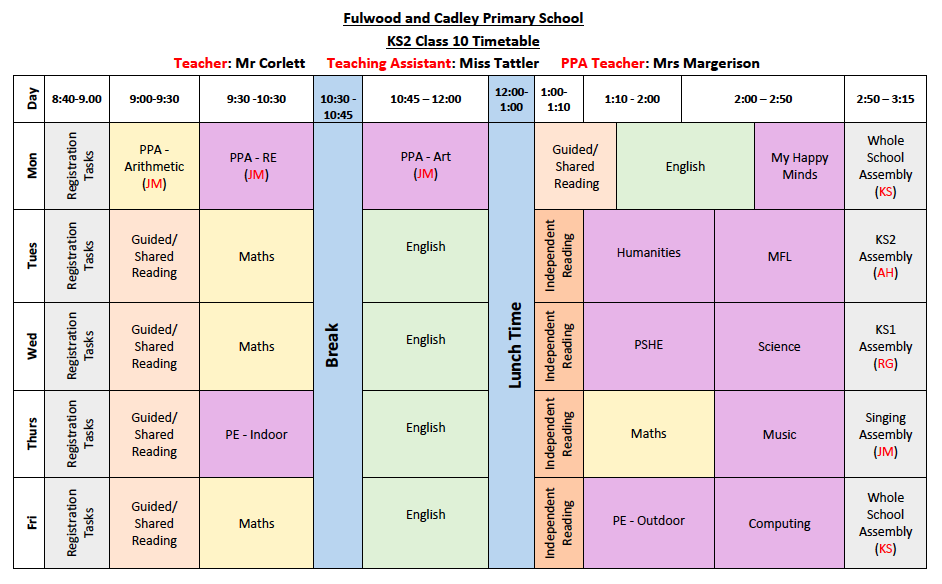 Fulwood and Cadley Primary School
KS2 Class 10 Timetable
Teacher: Mr Corlett Teaching Assistant: Miss Tattler PPA Teacher: Mrs Margerison
Day
8:40-9.00
9:00-9:30
9:30 -10:30
10:30 -
10:45
10:45 – 12:00
12:00-
1:00
1:00-
1:10
1:10 - 2:00
2:00 – 2:50
2:50 – 3:15
Mon
Registration
Tasks
PPA -
Arithmetic
(JM)
PPA - RE
(JM)
Break
PPA - Art
(JM)
Lunch Time
Guided/
Shared
Reading
English
My Happy
Minds
Whole
School
Assembly
(KS)
Tues
Registration
Tasks
Guided/
Shared
Reading
Maths
English
Independent
Reading
Humanities
MFL
KS2
Assembly
(AH)
Wed
Registration
Tasks
Guided/
Shared
Reading
Maths
English
Independent
Reading
PSHE
Science
KS1
Assembly
(RG)
Thurs
Registration
Tasks
Guided/
Shared
Reading
PE - Indoor
English
Independent
Reading
Maths
Music
Singing
Assembly
(JM)
Fri
Registration
Tasks
Guided/
Shared
Reading
Maths
English
Independent
Reading
PE - Outdoor
Computing
Whole
School
Assembly
(KS)